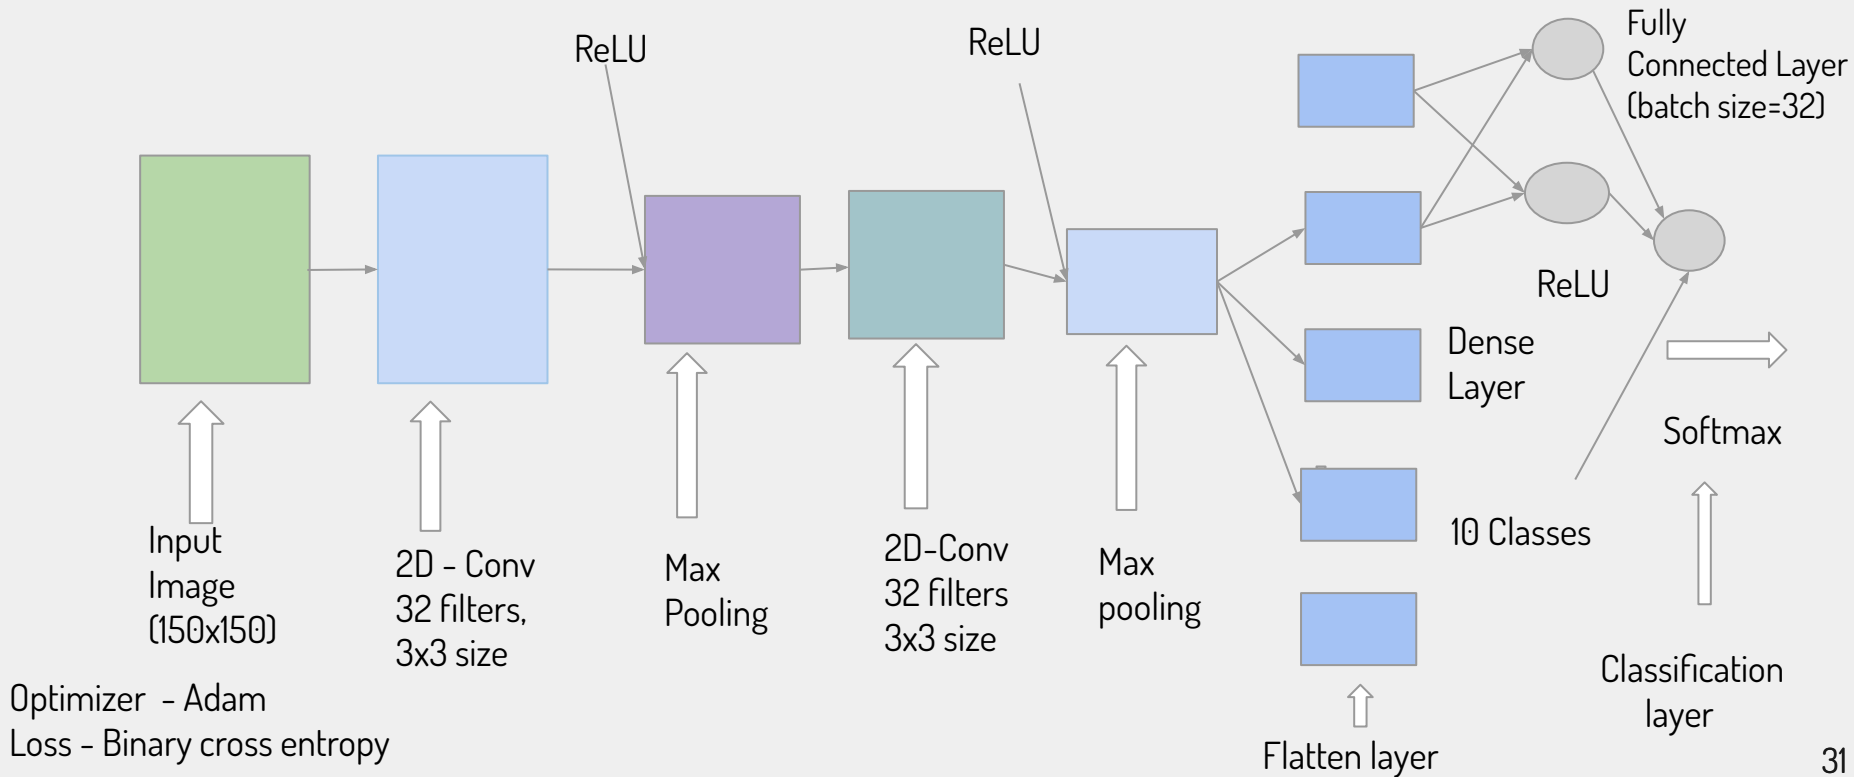 ReLU
ReLU
Fully
Connected Layer
(batch size=32)
ReLU
Dense
Layer
Softmax
10 Classes
Input
Image
(150x150)
2D - Conv
32 filters,
3x3 size
Max
Pooling
2D-Conv
32 filters
3x3 size
Max
pooling
Classification
layer
Flatten layer
Optimizer - Adam
Loss - Binary cross entropy
31